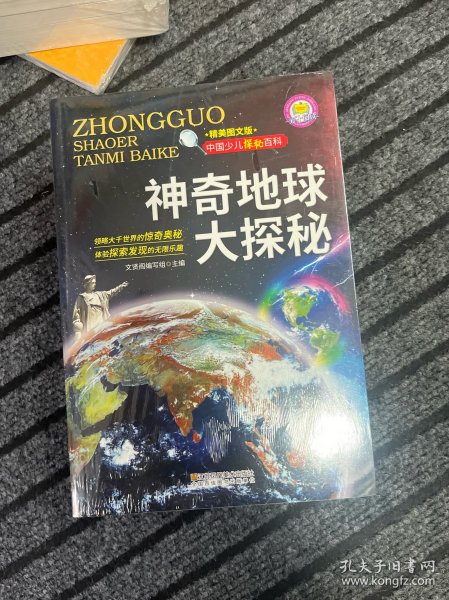 ZHONGGUO
SHAOER
TANMI BAIKE
精美图文版
中国少儿探秘百科
神奇地球
大探秘
领略大千世界的惊奇奥秘
体验探索发现的无限乐趣
文贤阁编写组 主编
孔夫子旧书网
www.kongfz.com